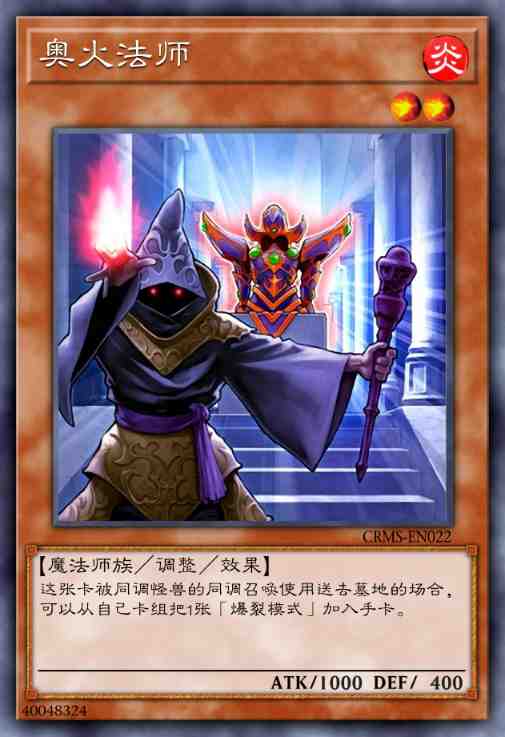 奥火法师
炎
CRMS-EN022
【魔法师族／调整／效果】
这张卡被同调怪兽的同调召唤使用送去墓地的场合，
可以从自己卡组把1张「爆裂模式」加入手卡。
ATK/1000 DEF/ 400
40048324